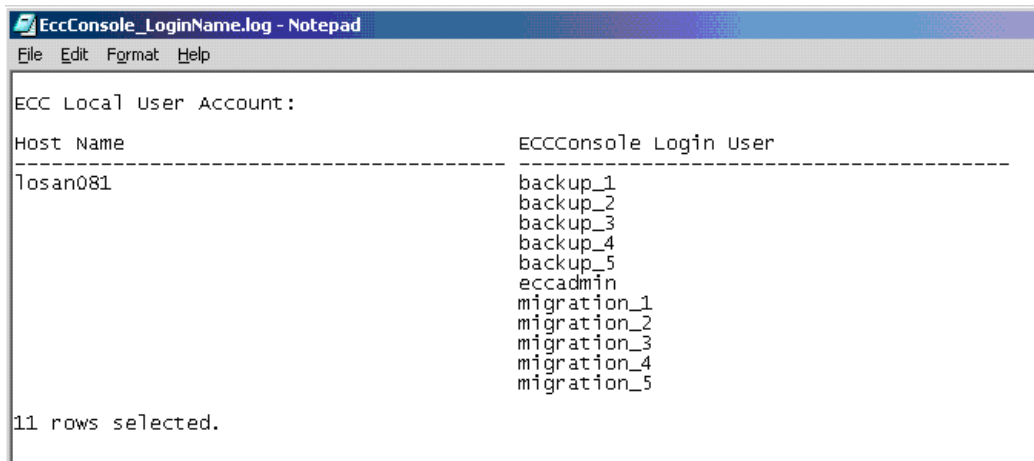 EccConsole_LoginName.log - Notepad
File Edit Format Help
ECC Local User Account:
Host Name ECCConsole Login User
--------------------------------------- ---------------------------------------
losan081 backup_1
backup_2
backup_3
backup_4
backup_5
eccadmin
migration_1
migration_2
migration_3
migration_4
migration_5
11 rows selected.